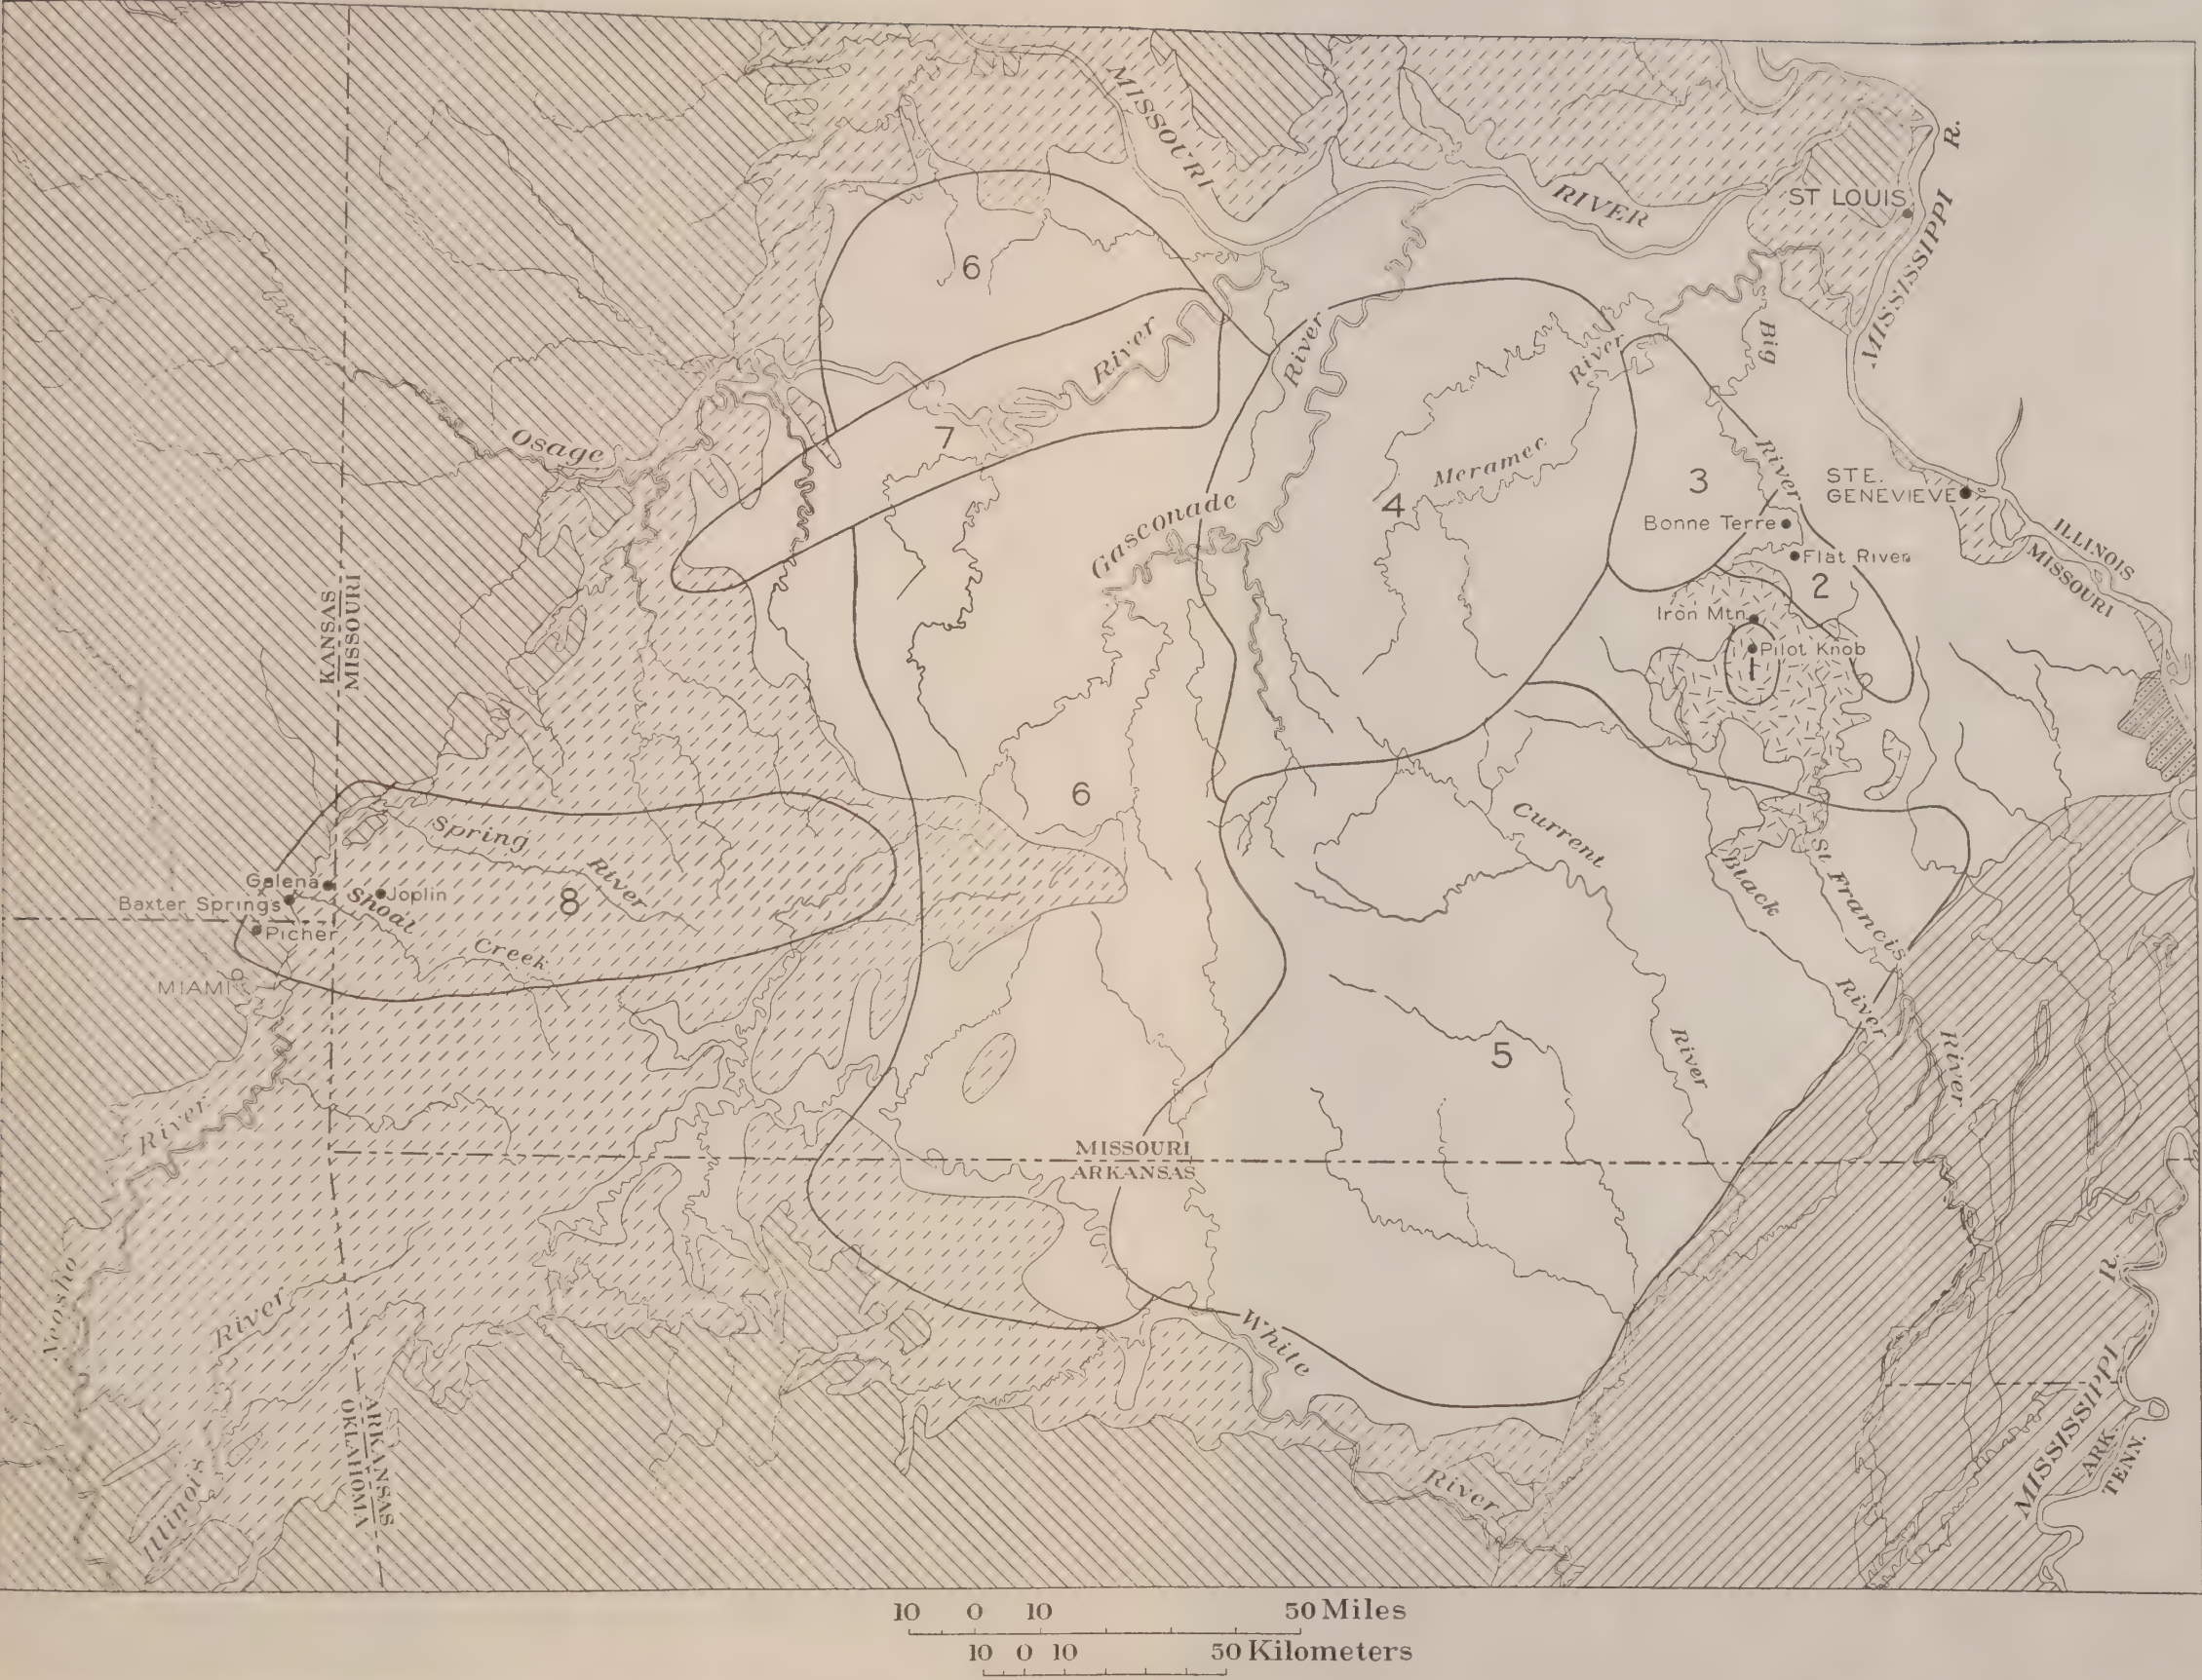 MISSOURI
RIVER
R.
ST LOUIS
MISSISSIPPI
6
River
River
River
Big
Osage
7
Meramec
4
Gasconade
3
River
STE.
GENEVIEVE
Bonne Terre
Flat River
2
ILLINOIS
MISSOURI
Iron Mtn.
Pilot Knob
1
KANSAS
MISSOURI
6
Spring
River
Current
St Francis
Black
Galena
Joplin
Baxter Springs
Shoal
8
Picher
Creek
MIAMI
River
5
River
River
River
MISSOURI
ARKANSAS
Neosho
River
White
R.
MISSISSIPPI
ARK.
TENN.
ARKANSAS
OKLAHOMA
Illinois
River
10 0 10 50 Miles
10 0 10 50 Kilometers